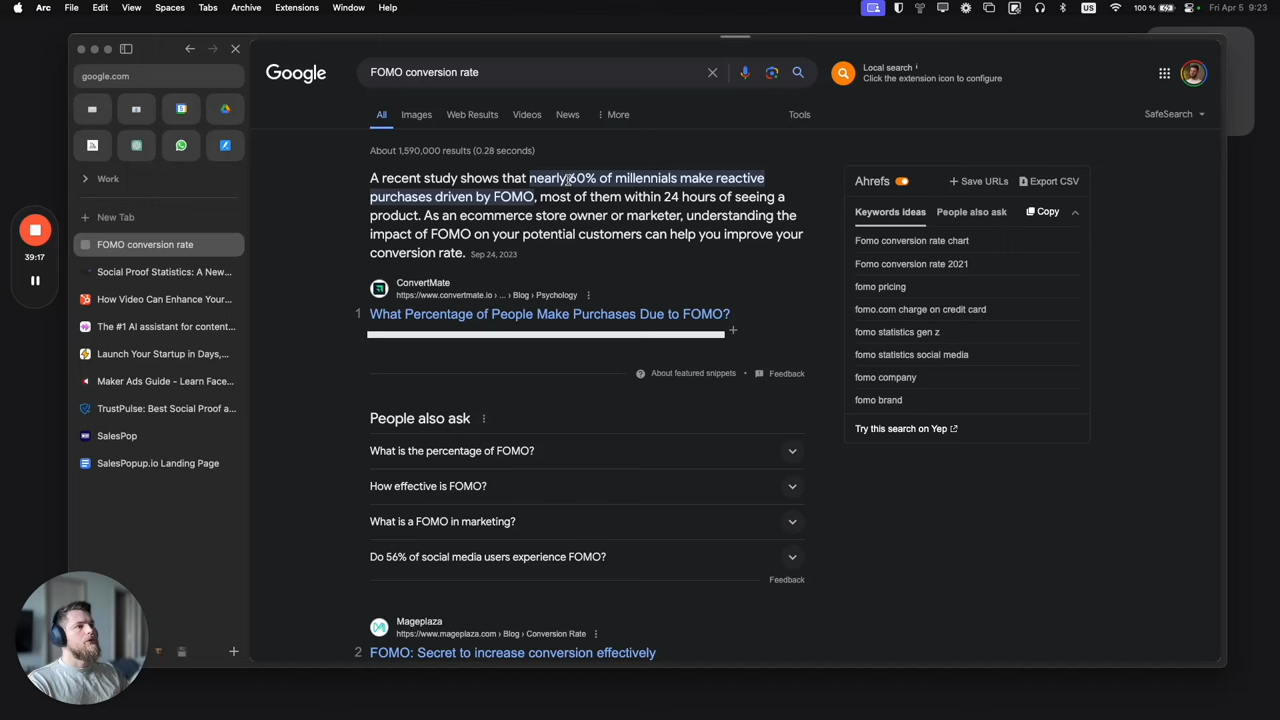 Arc File Edit View Spaces Tabs Archive Extensions Window Help
US 100 % Fri Apr 5 9:23
google.com
Work
New Tab
FOMO conversion rate
Social Proof Statistics: A New...
How Video Can Enhance Your...
The #1 AI assistant for content...
Launch Your Startup in Days,...
Maker Ads Guide - Learn Face...
TrustPulse: Best Social Proof a...
SalesPop
SalesPopup.io Landing Page
39:17
Google
FOMO conversion rate
Local search
Click the extension icon to configure
All Images Web Results Videos News More Tools SafeSearch
About 1,590,000 results (0.28 seconds)
A recent study shows that nearly 60% of millennials make reactive
purchases driven by FOMO, most of them within 24 hours of seeing a
product. As an ecommerce store owner or marketer, understanding the
impact of FOMO on your potential customers can help you improve your
conversion rate. Sep 24, 2023
ConvertMate
https://www.convertmate.io › ... › Blog › Psychology
1 What Percentage of People Make Purchases Due to FOMO?
About featured snippets • Feedback
People also ask
What is the percentage of FOMO?
How effective is FOMO?
What is a FOMO in marketing?
Do 56% of social media users experience FOMO?
Feedback
Mageplaza
https://www.mageplaza.com › Blog › Conversion Rate
2 FOMO: Secret to increase conversion effectively
Ahrefs + Save URLs Export CSV
Keywords ideas People also ask Copy
Fomo conversion rate chart
Fomo conversion rate 2021
fomo pricing
fomo.com charge on credit card
fomo statistics gen z
fomo statistics social media
fomo company
fomo brand
Try this search on Yep